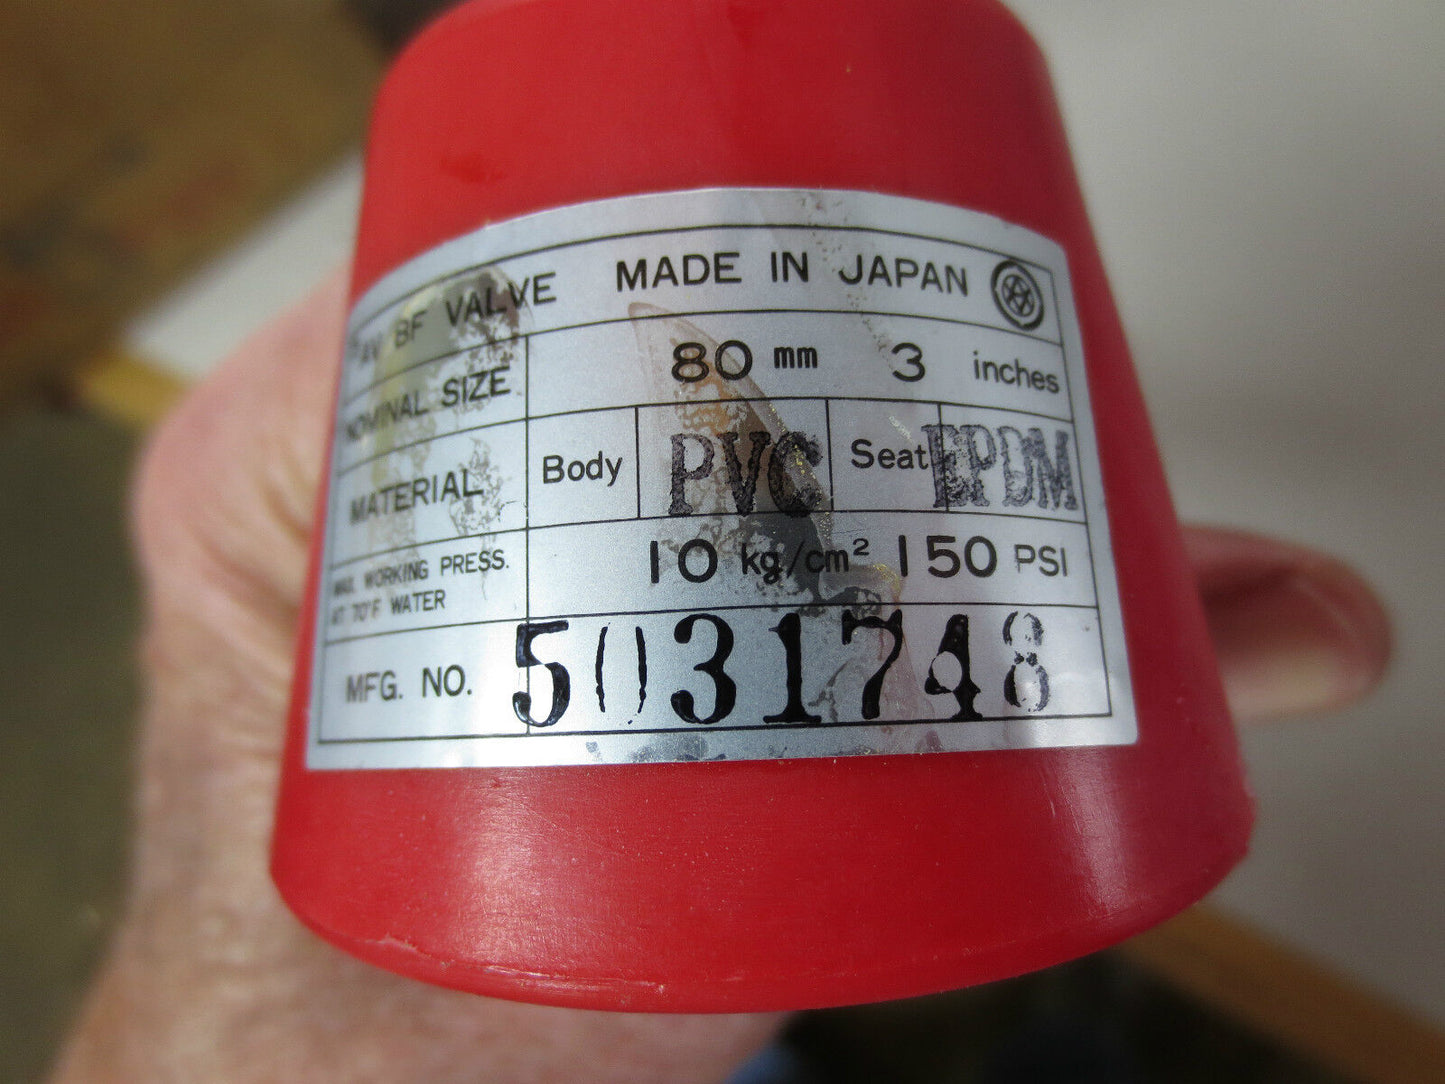 BF VALVE MADE IN JAPAN
NOMINAL SIZE 80 mm 3 inches
MATERIAL Body PVC Seat EPDM
MAX. WORKING PRESS. 10 kg/cm² 150 PSI
AT 70°F WATER
MFG. NO. 5031748